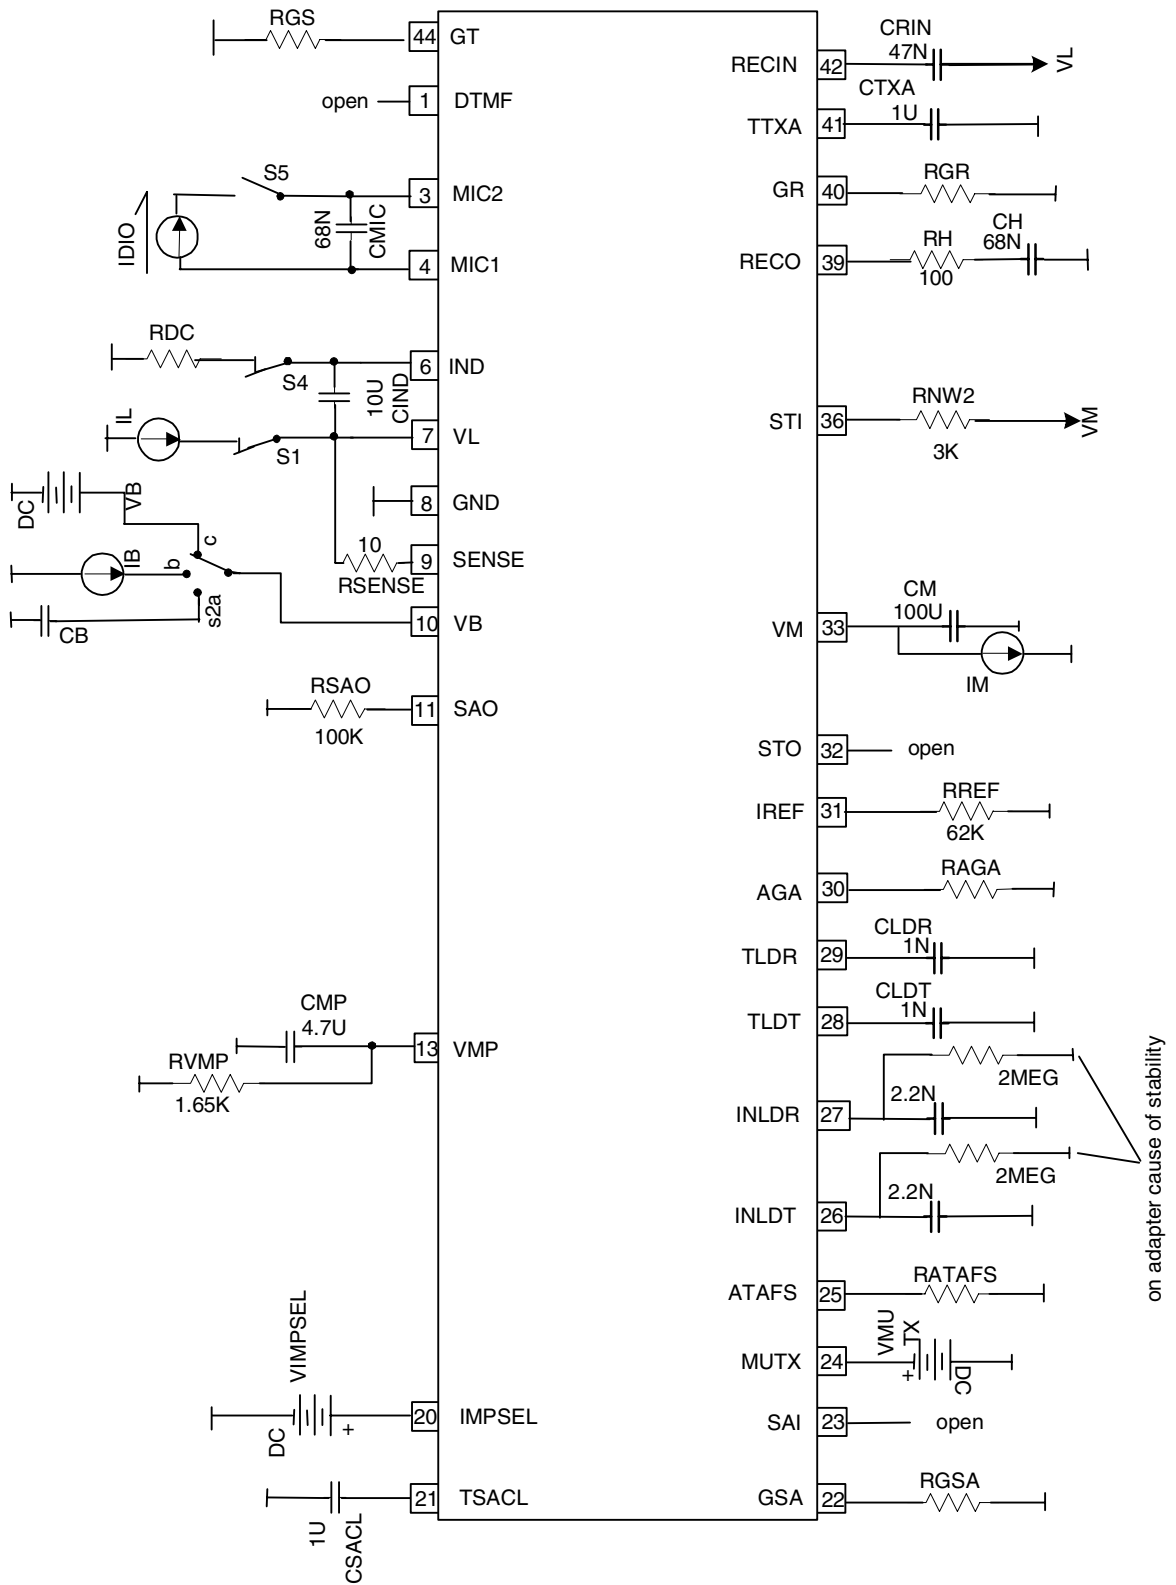 RGS
44 GT
open 1 DTMF
S5
3 MIC2
IDIO
68N
CMIC
4 MIC1
RDC
S4
6 IND
10U
CIND
IL
S1
7 VL
DC
VB
8 GND
c
10
9 SENSE
RSENSE
IB
b
s2a
CB
10 VB
RSAO
11 SAO
100K
CMP
4.7U
13 VMP
RVMP
1.65K
VIMPSEL
DC
+
20 IMPSEL
21 TSACL
1U
CSACL
CRIN
47N
RECIN 42
VL
CTXA
1U
TTXA 41
RGR
GR 40
CH
68N
RH
RECO 39
100
RNW2
STI 36
3K
VM
CM
100U
VM 33
IM
STO 32 open
RREF
IREF 31
62K
RAGA
AGA 30
CLDR
1N
TLDR 29
CLDT
1N
TLDT 28
2MEG
2.2N
INLDR 27
2MEG
2.2N
INLDT 26
on adapter cause of stability
RATAFS
ATAFS 25
VMU
TX
MUTX 24
+
DC
SAI 23 open
RGSA
GSA 22